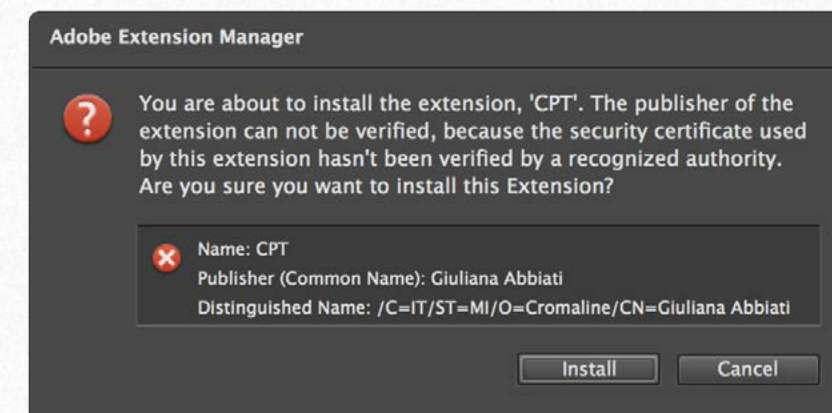 Adobe Extension Manager
You are about to install the extension, 'CPT'. The publisher of the
extension can not be verified, because the security certificate used
by this extension hasn't been verified by a recognized authority.
Are you sure you want to install this Extension?
Name: CPT
Publisher (Common Name): Giuliana Abbiati
Distinguished Name: /C=IT/ST=MI/O=Cromaline/CN=Giuliana Abbiati
Install Cancel